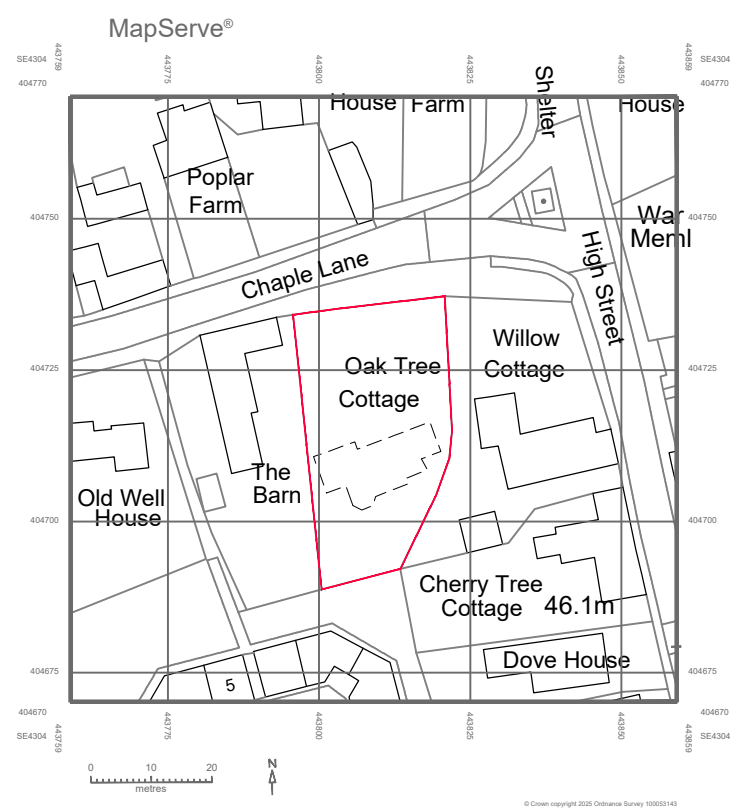 MapServe®
443759
443775
443800
443825
443850
443859
SE4304
SE4304
404770
404770
House
Farm
Shelter
House
Poplar
Farm
404750
War
404750
Meml
Chaple Lane
High Street
Willow
Cottage
Oak Tree
Cottage
404725
404725
The
Barn
Old Well
House
404700
404700
Cherry Tree
Cottage
46.1m
Dove House
404675
404675
5
404670
404670
SE4304
SE4304
443759
443775
443800
443825
443850
443859
0
10
20
metres
N
© Crown copyright 2025 Ordnance Survey 100053143